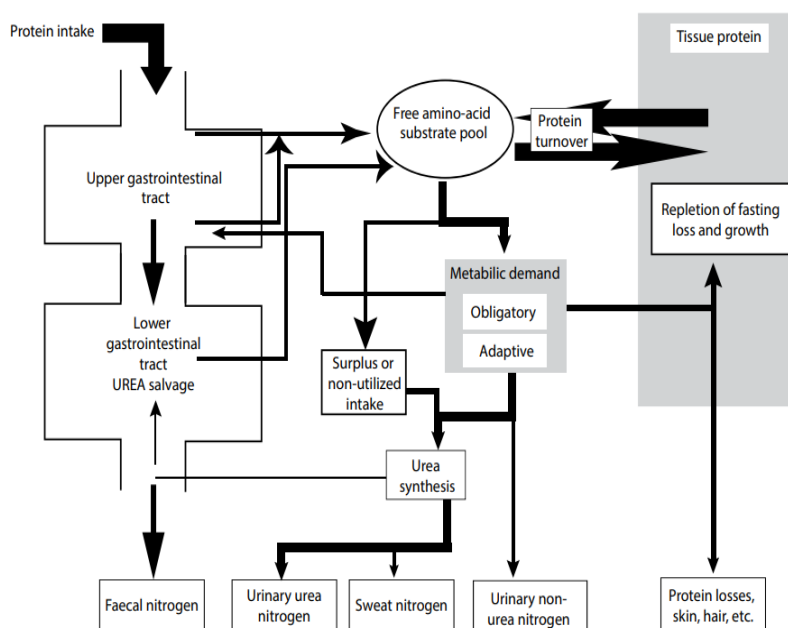 Protein intake
Tissue protein
Free amino-acid
substrate pool
Protein
turnover
Upper gastrointestinal
tract
Repletion of fasting
loss and growth
Metabilic demand
Obligatory
Adaptive
Lower
gastrointestinal
tract
UREA salvage
Surplus or
non-utilized
intake
Urea
synthesis
Faecal nitrogen
Urinary urea
nitrogen
Sweat nitrogen
Urinary non-
urea nitrogen
Protein losses,
skin, hair, etc.